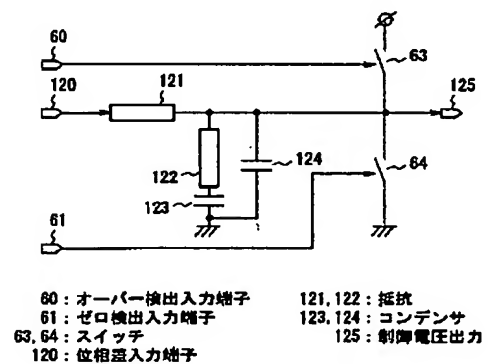 60
63
120
121
125
122
124
64
123
61
60 : オーバー検出入力端子
61 : ゼロ検出入力端子
63, 64 : スイッチ
120 : 位相差入力端子
121, 122 : 抵抗
123, 124 : コンデンサ
125 : 制御電圧出力